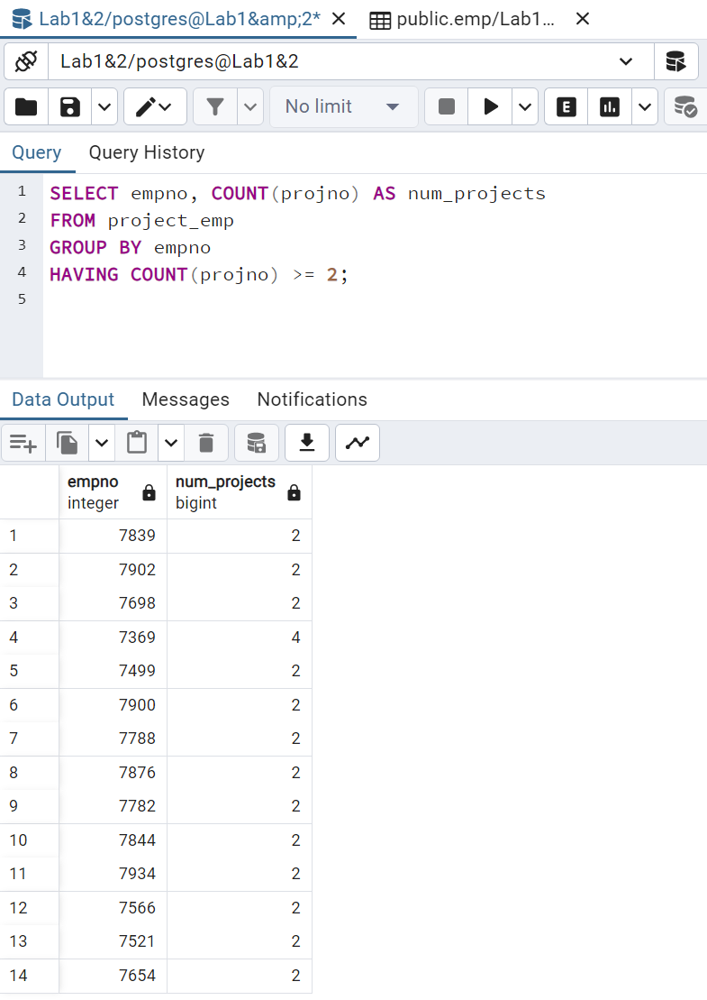 Lab1&2/postgres@Lab1&amp;2* public.emp/Lab1...
Lab1&2/postgres@Lab1&2
No limit E
Query Query History
1 SELECT empno, COUNT(projno) AS num_projects
2 FROM project_emp
3 GROUP BY empno
4 HAVING COUNT(projno) >= 2;
5
Data Output Messages Notifications
empno num_projects
integer bigint
1 7839 2
2 7902 2
3 7698 2
4 7369 4
5 7499 2
6 7900 2
7 7788 2
8 7876 2
9 7782 2
10 7844 2
11 7934 2
12 7566 2
13 7521 2
14 7654 2